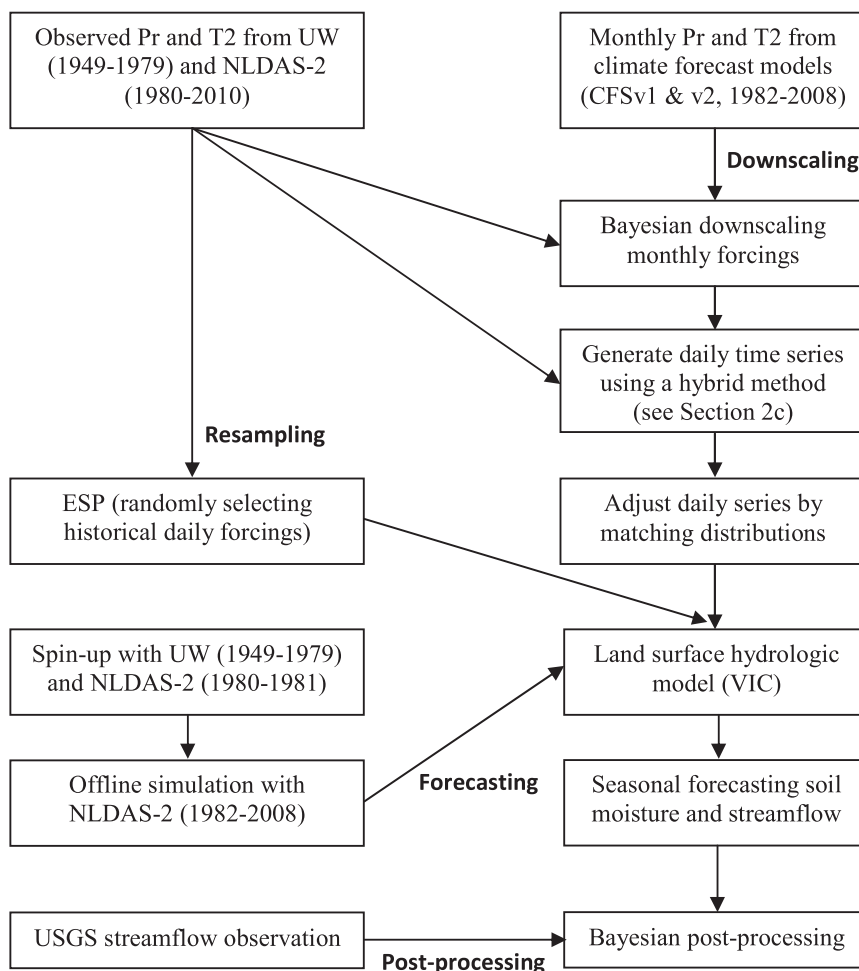 Observed Pr and T2 from UW
(1949-1979) and NLDAS-2
(1980-2010)
Monthly Pr and T2 from
climate forecast models
(CFSv1 & v2, 1982-2008)
Downscaling
Bayesian downscaling
monthly forcings
Generate daily time series
using a hybrid method
(see Section 2c)
Resampling
ESP (randomly selecting
historical daily forcings)
Adjust daily series by
matching distributions
Spin-up with UW (1949-1979)
and NLDAS-2 (1980-1981)
Land surface hydrologic
model (VIC)
Offline simulation with
NLDAS-2 (1982-2008)
Forecasting
Seasonal forecasting soil
moisture and streamflow
USGS streamflow observation
Post-processing
Bayesian post-processing